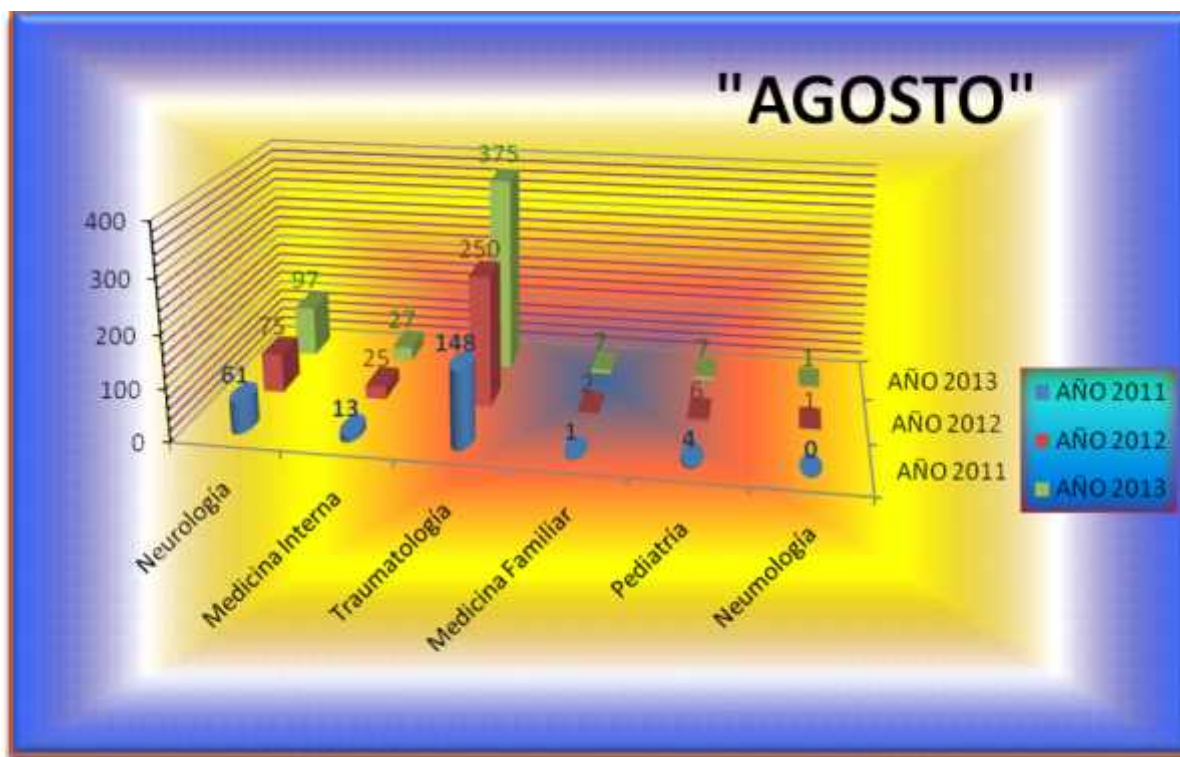 "AGOSTO"
400
300
200
100
0
97
27
375
7
7
1
75
25
250
2
6
1
61
13
148
1
4
0
AÑO 2013
AÑO 2012
AÑO 2011
Neurología
Medicina Interna
Traumatología
Medicina Familiar
Pediatría
Neumología
AÑO 2011
AÑO 2012
AÑO 2013